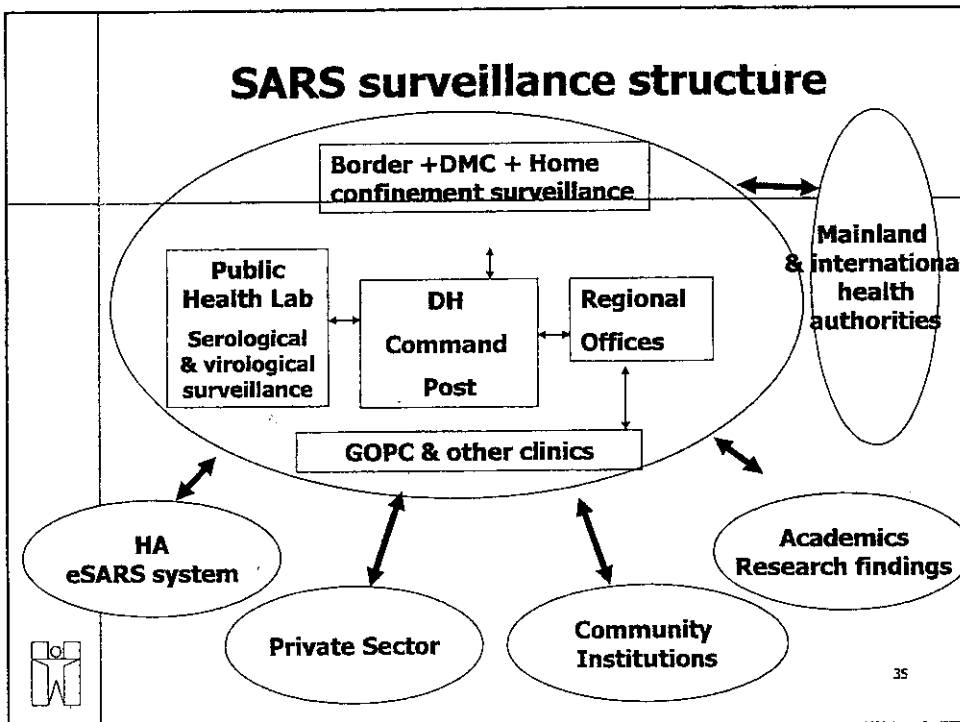 SARS surveillance structure
Border +DMC + Home
confinement surveillance
Mainland
& internationa
health
authorities
Public
Health Lab
Serological
& virological
surveillance
DH
Command
Post
Regional
Offices
GOPC & other clinics
HA
eSARS system
Private Sector
Community
Institutions
Academics
Research findings
35